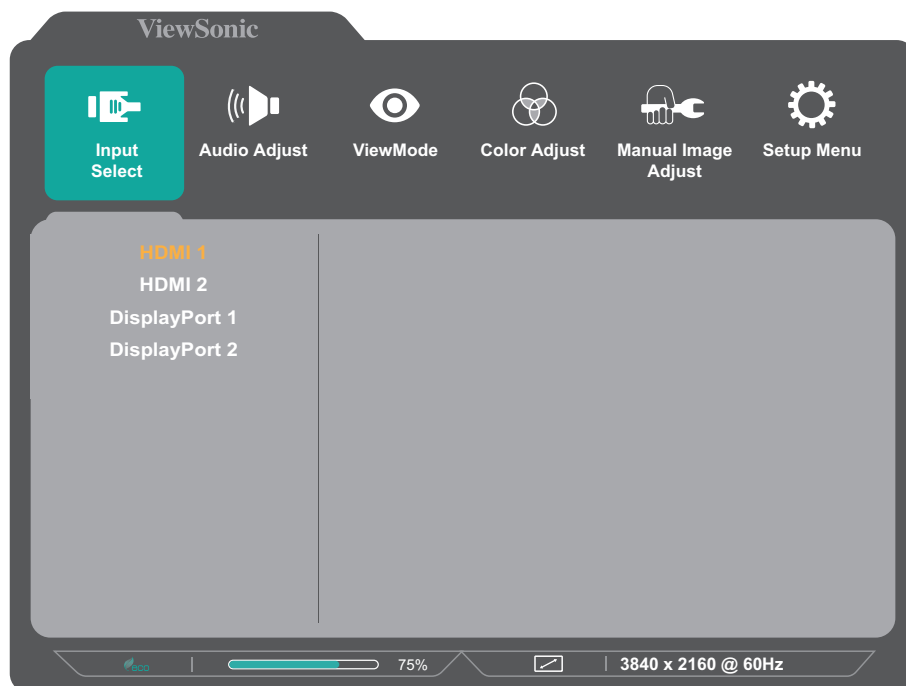 ViewSonic
Input
Select
Audio Adjust
ViewMode
Color Adjust
Manual Image
Adjust
Setup Menu
HDMI 1
HDMI 2
DisplayPort 1
DisplayPort 2
eco
75%
3840 x 2160 @ 60Hz